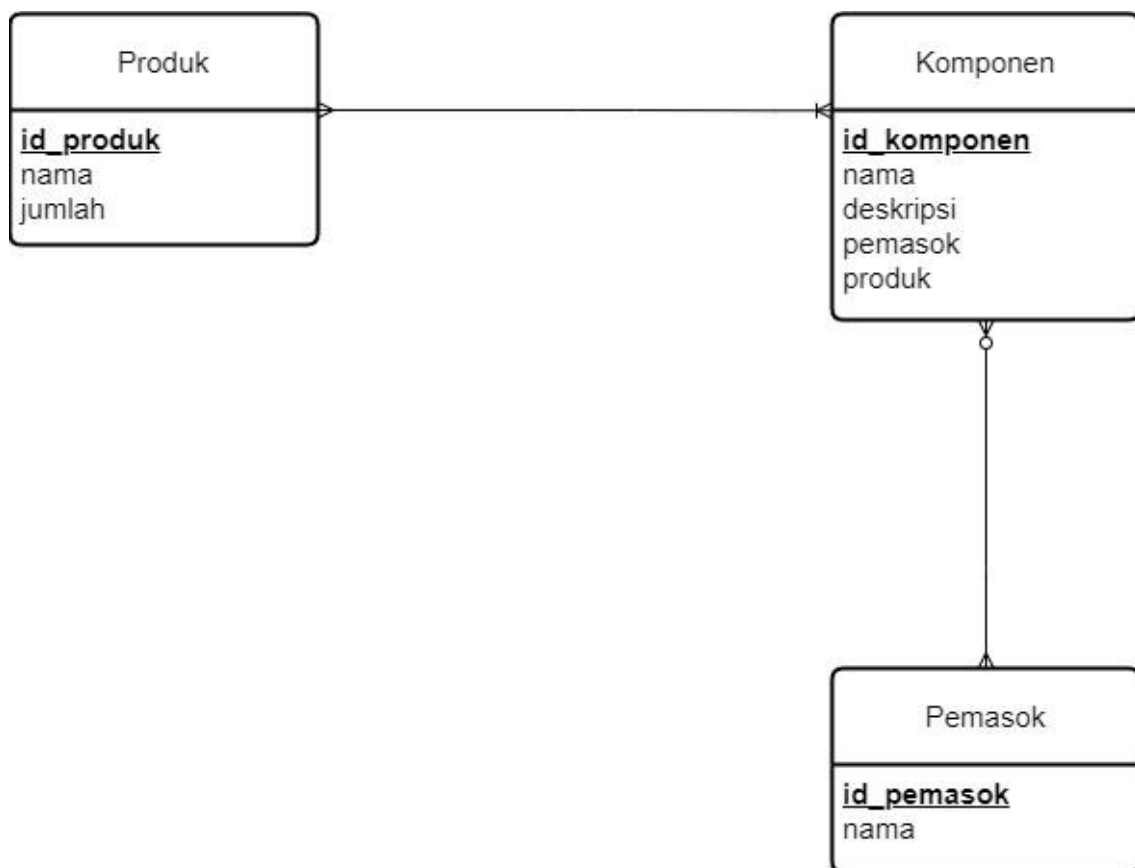 Produk
id_produk
nama
jumlah
Komponen
id_komponen
nama
deskripsi
pemasok
produk
Pemasok
id_pemasok
nama